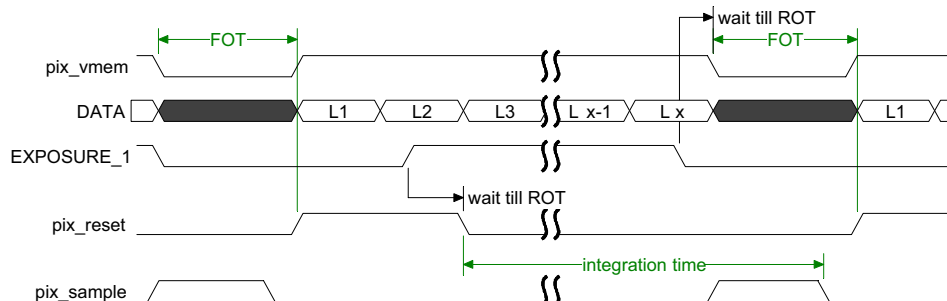 wait till ROT
FOT FOT
pix_vmem
DATA L1 L2 L3 L x-1 L x L1
EXPOSURE_1
wait till ROT
pix_reset
integration time
pix_sample